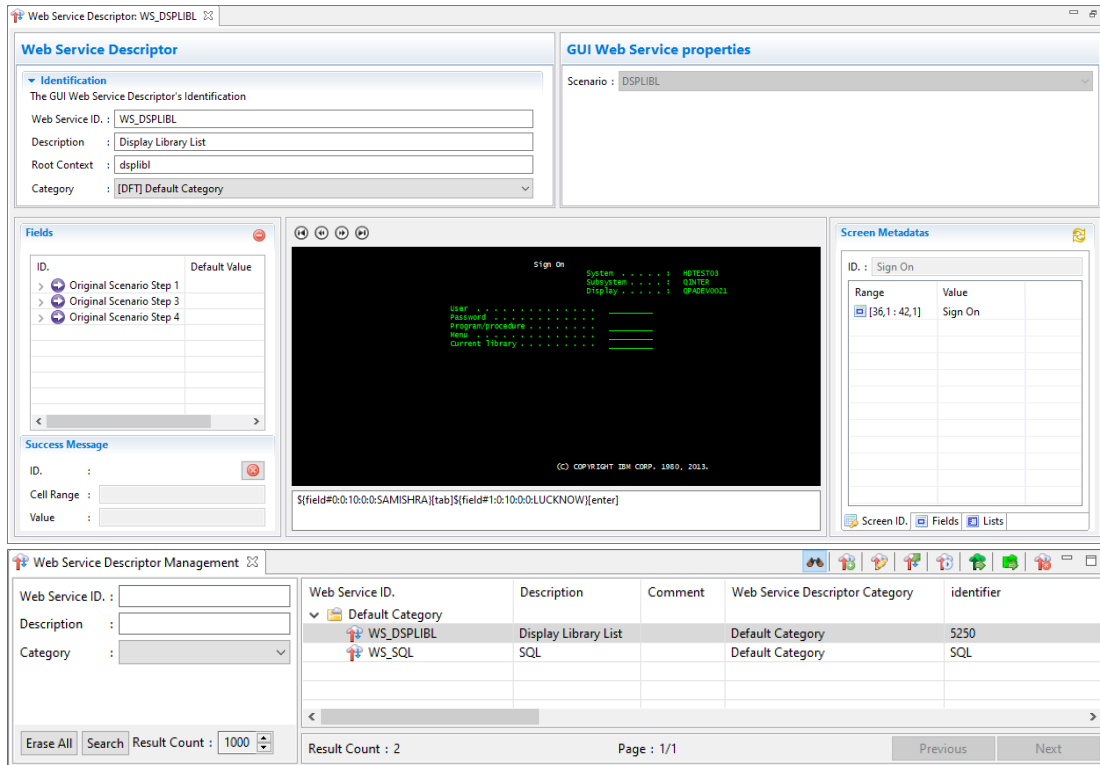 Web Service Descriptor: WS_DSPLIBL
Web Service Descriptor
Identification
The GUI Web Service Descriptor's Identification
Web Service ID. : WS_DSPLIBL
Description : Display Library List
Root Context : dsplibl
Category : [DFT] Default Category
GUI Web Service properties
Scenario : DSPLIBL
Fields
ID. Default Value
Original Scenario Step 1
Original Scenario Step 3
Original Scenario Step 4
Success Message
ID. :
Cell Range :
Value :
Sign On
System . . . . . : HDTEST03
Subsystem . . . . : QINTER
Display . . . . . : QPADEV0021
User . . . . . . . . . . . . . .
Password . . . . . . . . . . . .
Program/procedure . . . . . . . .
Menu . . . . . . . . . . . . . .
Current library . . . . . . . . .
(C) COPYRIGHT IBM CORP. 1980, 2013.
${field#0:0:10:0:0:SAMISHRA}[tab]${field#1:0:10:0:0:LUCKNOW}[enter]
Screen Metadatas
ID. : Sign On
Range Value
[36,1 : 42,1] Sign On
Screen ID. Fields Lists
Web Service Descriptor Management
Web Service ID. :
Description :
Category :
Erase All Search Result Count : 1000
Web Service ID. Description Comment Web Service Descriptor Category identifier
Default Category
WS_DSPLIBL Display Library List Default Category 5250
WS_SQL SQL Default Category SQL
Result Count : 2 Page : 1/1 Previous Next